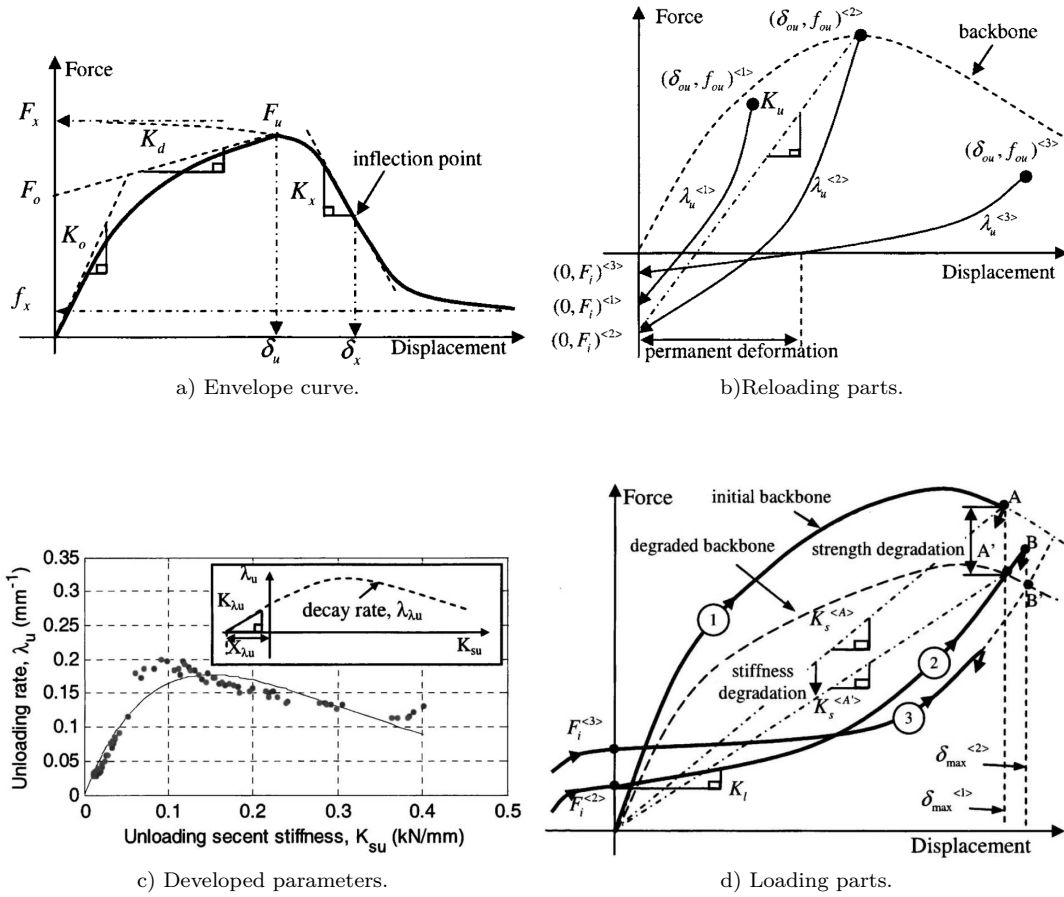 Force
F_x
F_u
K_d
inflection point
F_o
K_x
K_o
f_x
δ_u
δ_x
Displacement
a) Envelope curve.
Force
(δ_ou, f_ou)^<2>
backbone
(δ_ou, f_ou)^<1>
K_u
(δ_ou, f_ou)^<3>
λ_u^<1>
λ_u^<2>
λ_u^<3>
Displacement
(0, F_i)^<3>
(0, F_i)^<1>
(0, F_i)^<2>
permanent deformation
b)Reloading parts.
Unloading rate, λ_u (mm⁻¹)
0.35
0.3
0.25
0.2
0.15
0.1
0.05
0
0
0.1
0.2
0.3
0.4
0.5
λ_u
K_λu
decay rate, λ_λu
X_λu
K_su
Unloading secent stiffness, K_su (kN/mm)
c) Developed parameters.
Force
initial backbone
A
degraded backbone
strength degradation
A'
B
B'
1
K_s^<A>
2
stiffness
degradation
K_s^<A'>
3
F_i^<3>
F_i^<2>
K_l
δ_max^<2>
δ_max^<1>
Displacement
d) Loading parts.